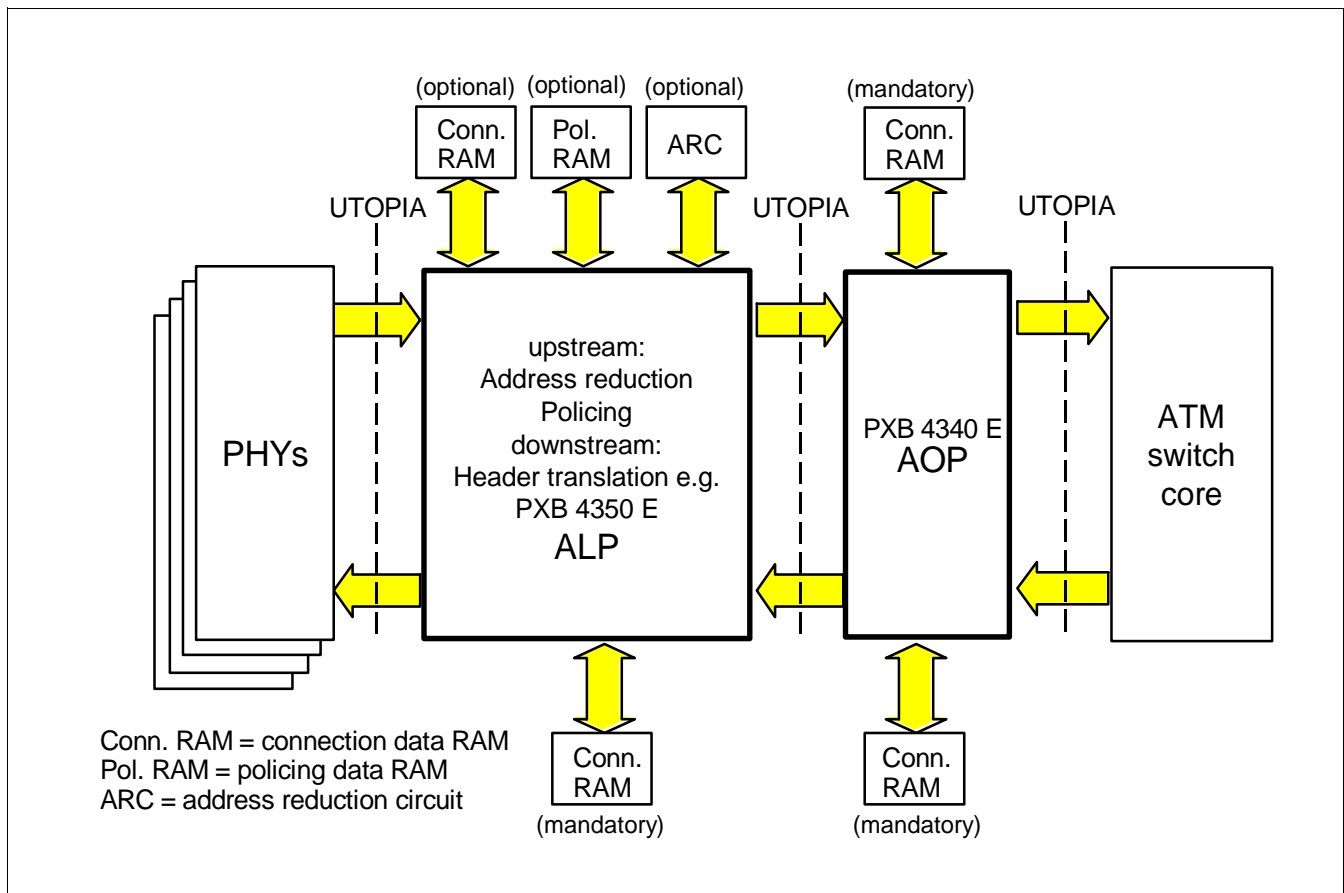 (optional)
(optional)
(optional)
(mandatory)
Conn.
RAM
Pol.
RAM
ARC
Conn.
RAM
UTOPIA
UTOPIA
UTOPIA
PHYs
upstream:
Address reduction
Policing
downstream:
Header translation e.g.
PXB 4350 E
ALP
PXB 4340 E
AOP
ATM
switch
core
Conn. RAM = connection data RAM
Pol. RAM = policing data RAM
ARC = address reduction circuit
Conn.
RAM
(mandatory)
Conn.
RAM
(mandatory)